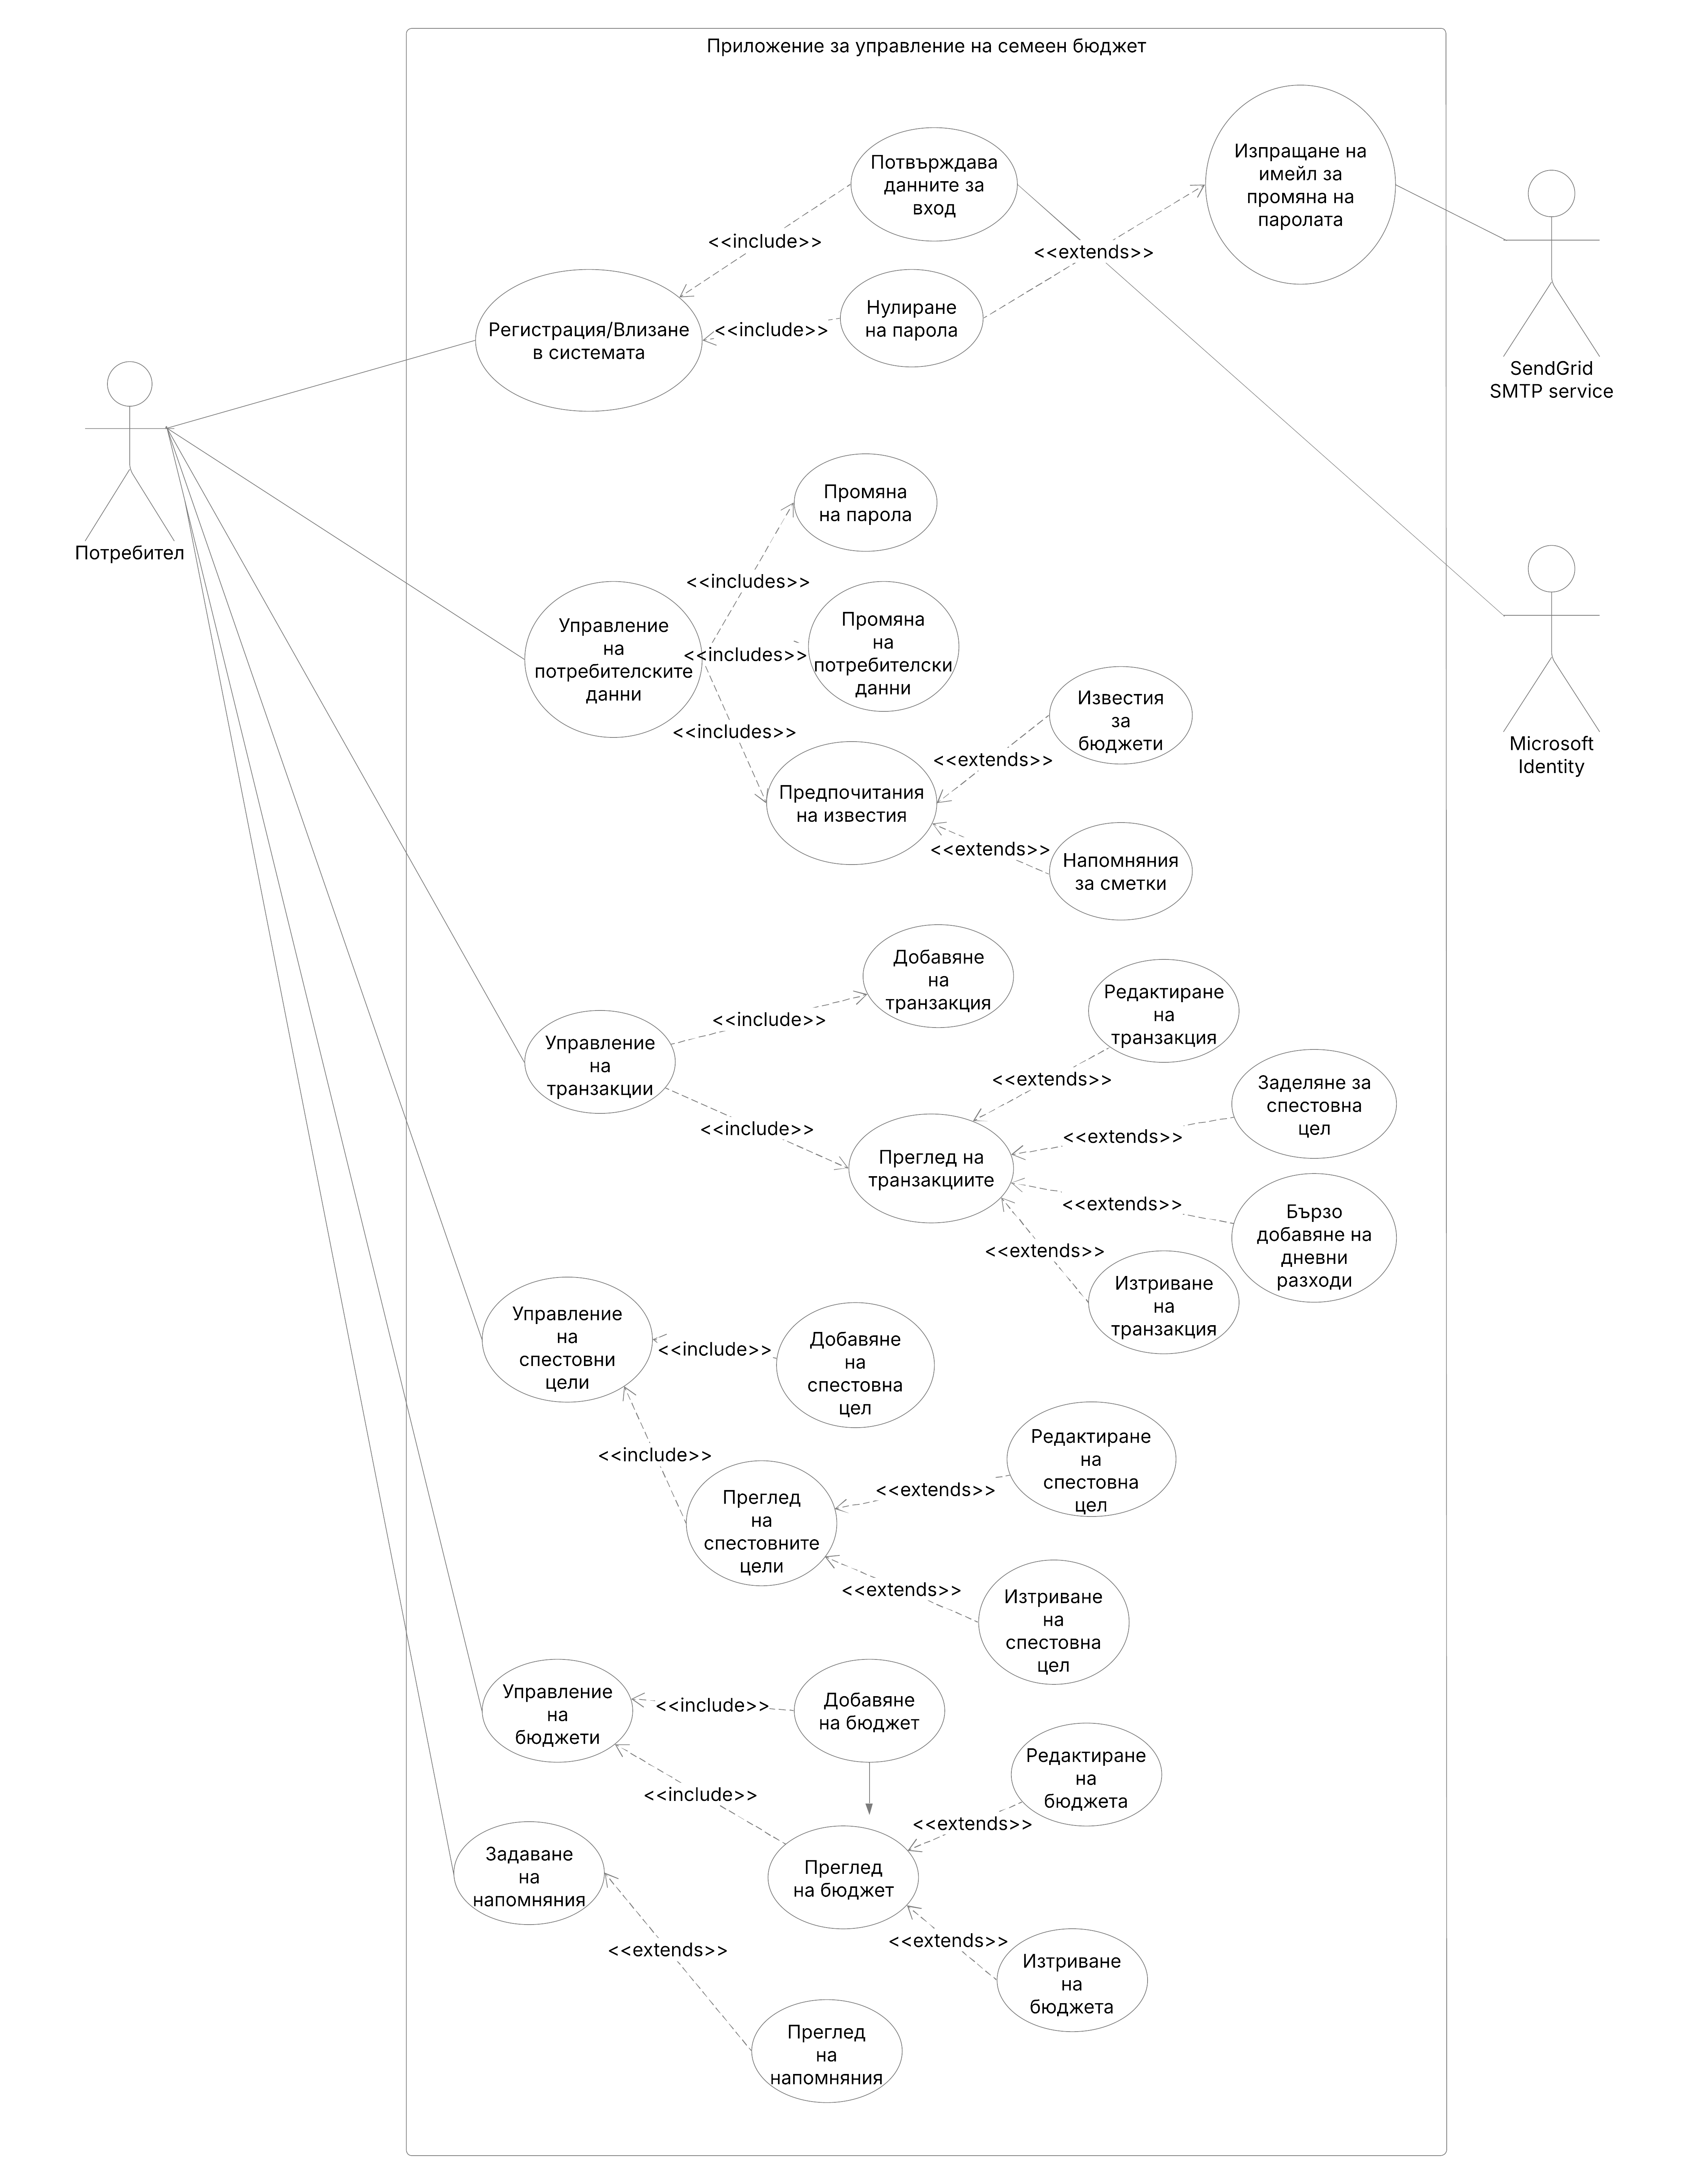 Приложение за управление на семеен бюджет
Потвърждава
данните за
вход
Изпращане на
имейл за
промяна на
паролата
<<include>>
<<extends>>
Регистрация/Влизане
в системата
<<include>>
Нулиране
на парола
SendGrid
SMTP service
Потребител
Промяна
на парола
<<includes>>
Управление
на
потребителските
данни
<<includes>>
Промяна
на
потребителски
данни
<<includes>>
Предпочитания
на известия
Известия
за
бюджети
<<extends>>
<<extends>>
Напомняния
за сметки
Microsoft
Identity
Добавяне
на
транзакция
<<include>>
Управление
на
транзакции
<<include>>
Преглед на
транзакциите
Редактиране
на
транзакция
<<extends>>
Заделяне за
спестовна
цел
<<extends>>
<<extends>>
Бързо
добавяне на
дневни
разходи
<<extends>>
Изтриване
на
транзакция
Управление
на
спестовни
цели
<<include>>
Добавяне
на
спестовна
цел
<<include>>
Преглед
на
спестовните
цели
<<extends>>
Редактиране
на
спестовна
цел
<<extends>>
Изтриване
на
спестовна
цел
Управление
на
бюджети
<<include>>
Добавяне
на бюджет
<<include>>
Преглед
на бюджет
<<extends>>
Редактиране
на
бюджета
<<extends>>
Изтриване
на
бюджета
Задаване
на
напомняния
<<extends>>
Преглед
на
напомняния